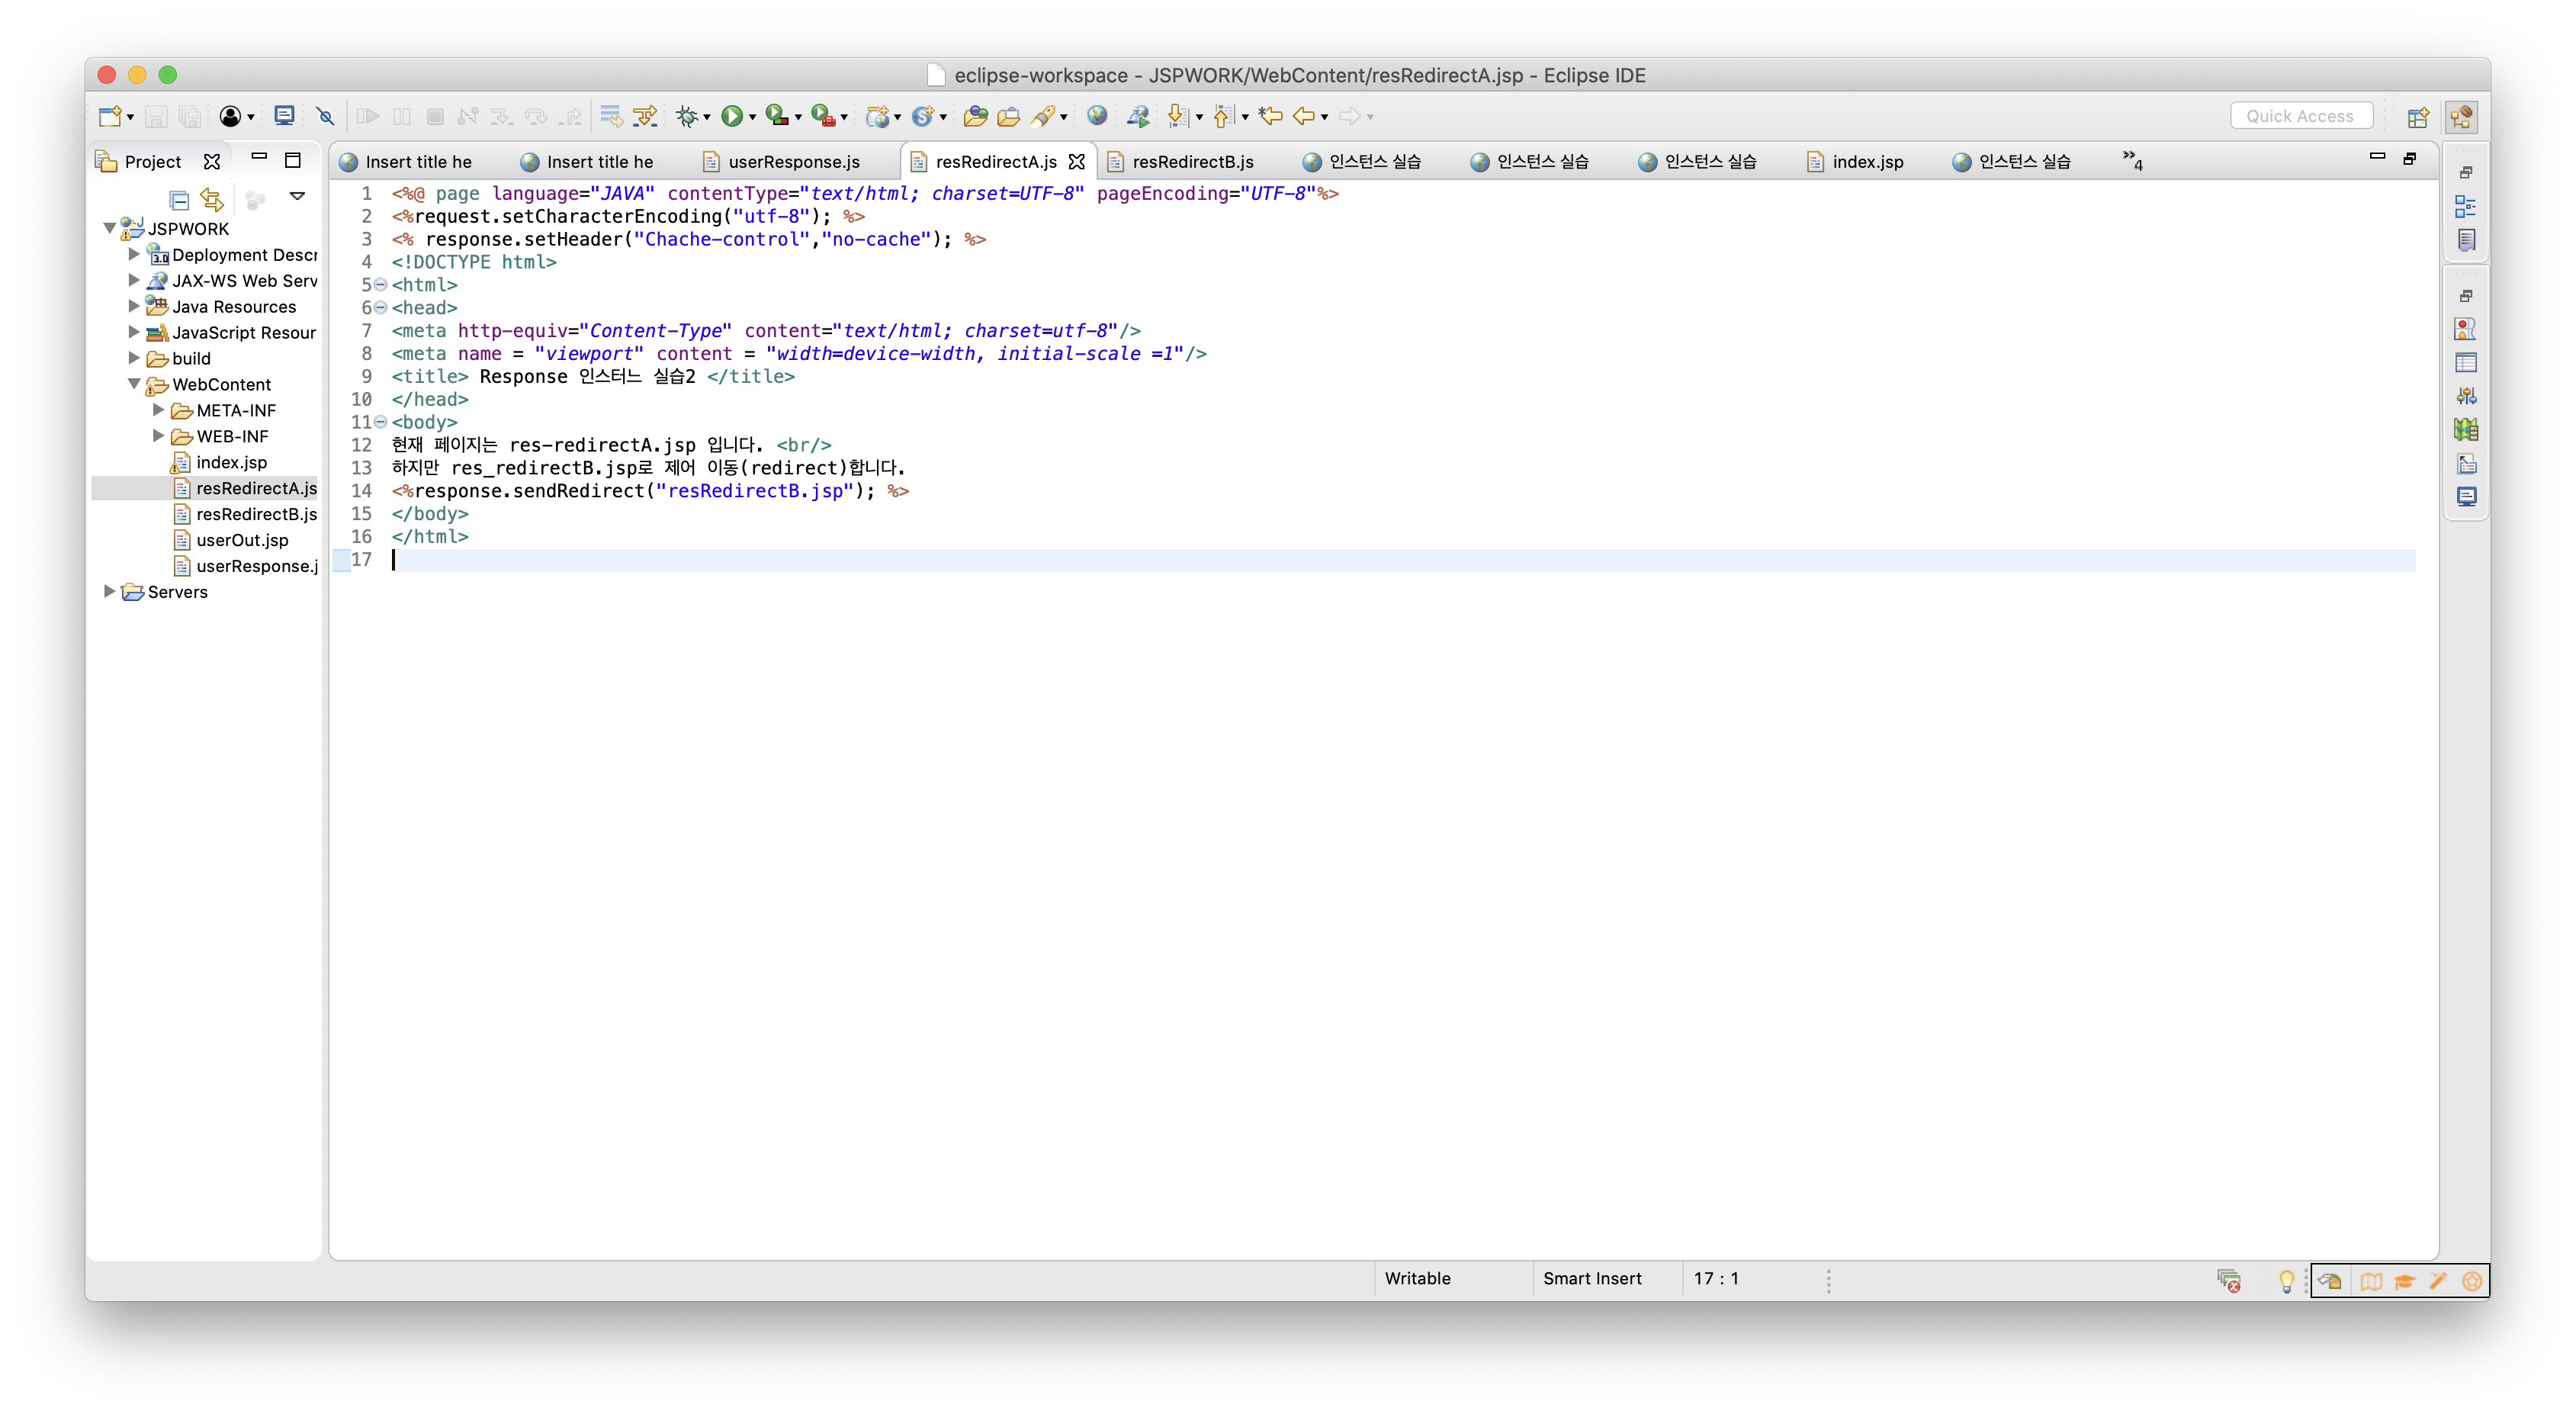 eclipse-workspace - JSPWORK/WebContent/resRedirectA.jsp - Eclipse IDE
Quick Access
Project
Insert title he
Insert title he
userResponse.js
resRedirectA.js
resRedirectB.js
인스턴스 실습
인스턴스 실습
인스턴스 실습
index.jsp
인스턴스 실습
»4
JSPWORK
3.0
Deployment Descr
JAX-WS Web Serv
Java Resources
JavaScript Resour
build
WebContent
META-INF
WEB-INF
index.jsp
resRedirectA.js
resRedirectB.js
userOut.jsp
userResponse.j
Servers
1 <%@ page language="JAVA" contentType="text/html; charset=UTF-8" pageEncoding="UTF-8"%>
2 <%request.setCharacterEncoding("utf-8"); %>
3 <% response.setHeader("Chache-control","no-cache"); %>
4 <!DOCTYPE html>
5 <html>
6 <head>
7 <meta http-equiv="Content-Type" content="text/html; charset=utf-8"/>
8 <meta name = "viewport" content = "width=device-width, initial-scale =1"/>
9 <title> Response 인스터느 실습2 </title>
10 </head>
11 <body>
12 현재 페이지는 res-redirectA.jsp 입니다. <br/>
13 하지만 res_redirectB.jsp로 제어 이동(redirect)합니다.
14 <%response.sendRedirect("resRedirectB.jsp"); %>
15 </body>
16 </html>
17
Writable
Smart Insert
17 : 1